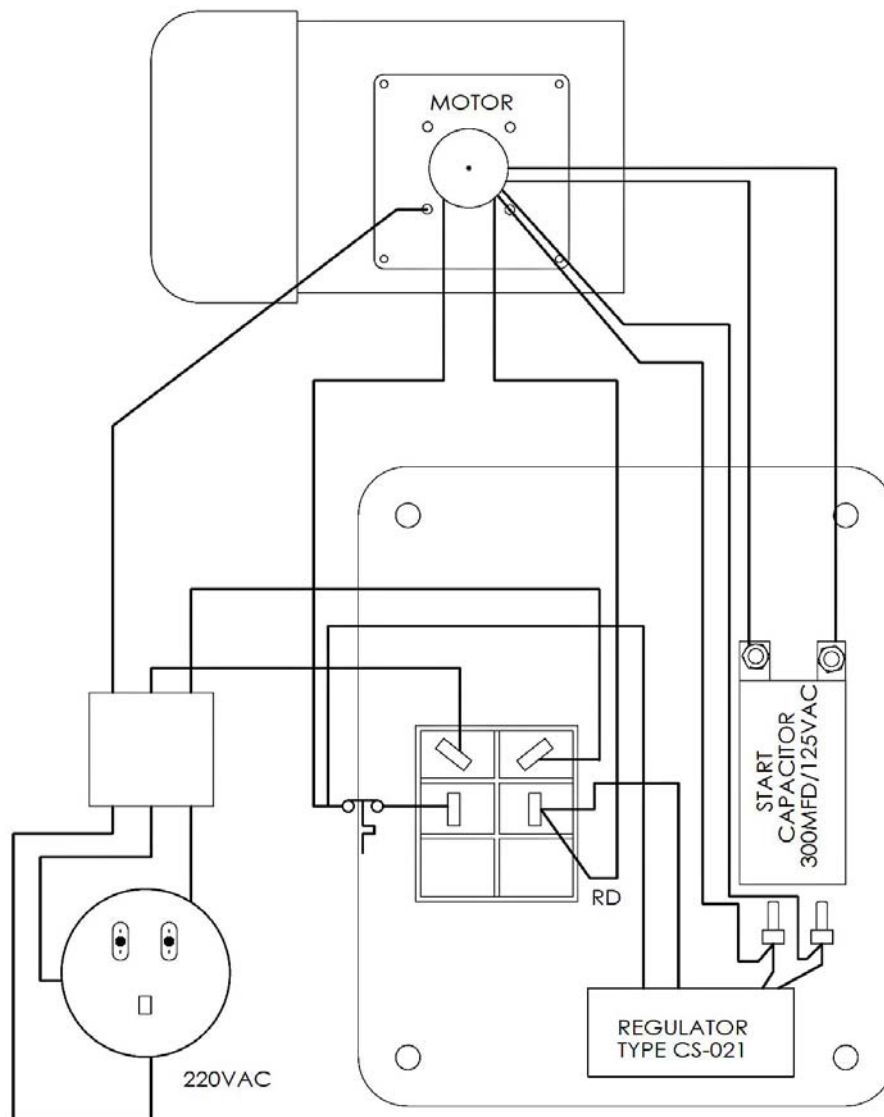 MOTOR
START
CAPACITOR
300MFD/125VAC
RD
REGULATOR
TYPE CS-021
220VAC